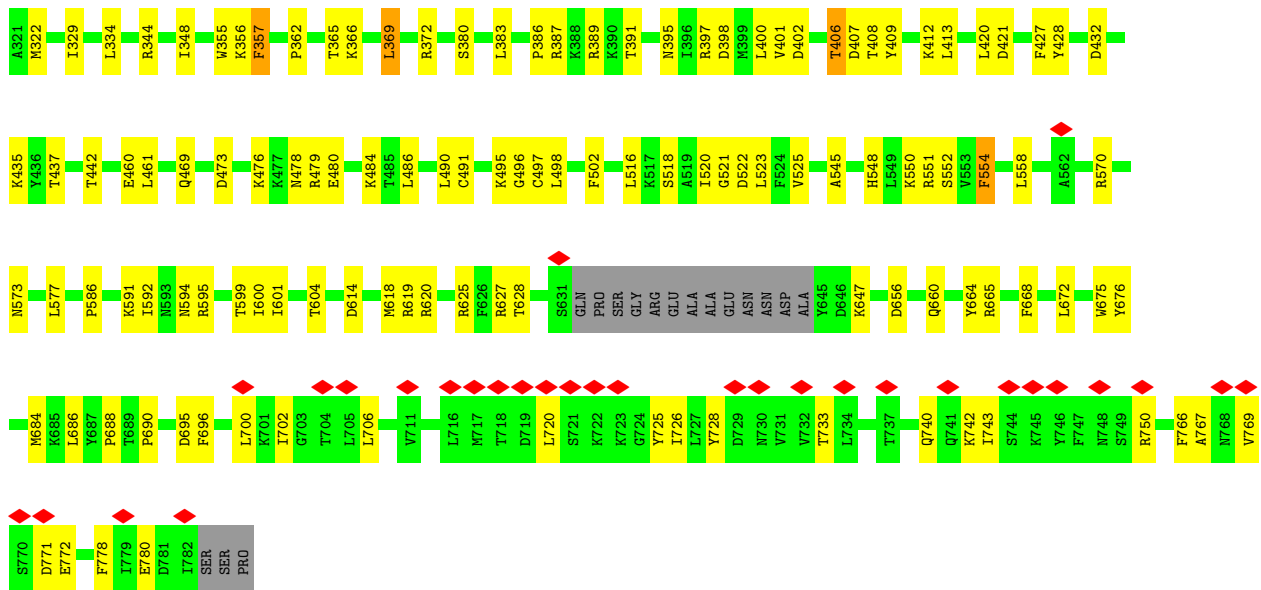 A321 M322 I329 L334 R344 I348 W355 K356 F357 P362 T365 K366 L369 R372 S380 L383 P386 R387 K388 R389 K390 T391 N395 I396 R397 D398 M399 L400 V401 D402 T406 D407 T408 Y409 K412 L413 L420 D421 F427 Y428 D432
K435 Y436 T437 T442 E460 L461 Q469 D473 K476 K477 N478 R479 E480 K484 T485 L486 L490 C491 K495 G496 C497 L498 F502 L516 K517 S518 A519 I520 G521 D522 L523 F524 V525 A545 H548 L549 K550 R551 S552 V553 F554 L558 A562 R570
N573 L577 P586 K591 I592 N593 N594 R595 T599 I600 I601 T604 D614 M618 R619 R620 R625 F626 R627 T628 S631 GLN PRO SER GLY ARG GLU ALA ALA GLU ASN ASN ASP ALA Y645 D646 K647 D656 Q660 Y664 R665 F668 L672 W675 Y676
M684 K685 L686 Y687 P688 T689 P690 D695 F696 L700 K701 I702 G703 T704 L705 L706 V711 L716 M717 T718 D719 L720 S721 K722 K723 G724 Y725 I726 L727 Y728 D729 N730 V731 V732 T733 L734 T737 Q740 Q741 K742 I743 S744 K745 Y746 F747 N748 S749 R750 F766 A767 N768 V769
S770 D771 E772 F778 I779 E780 D781 I782 SER SER PRO